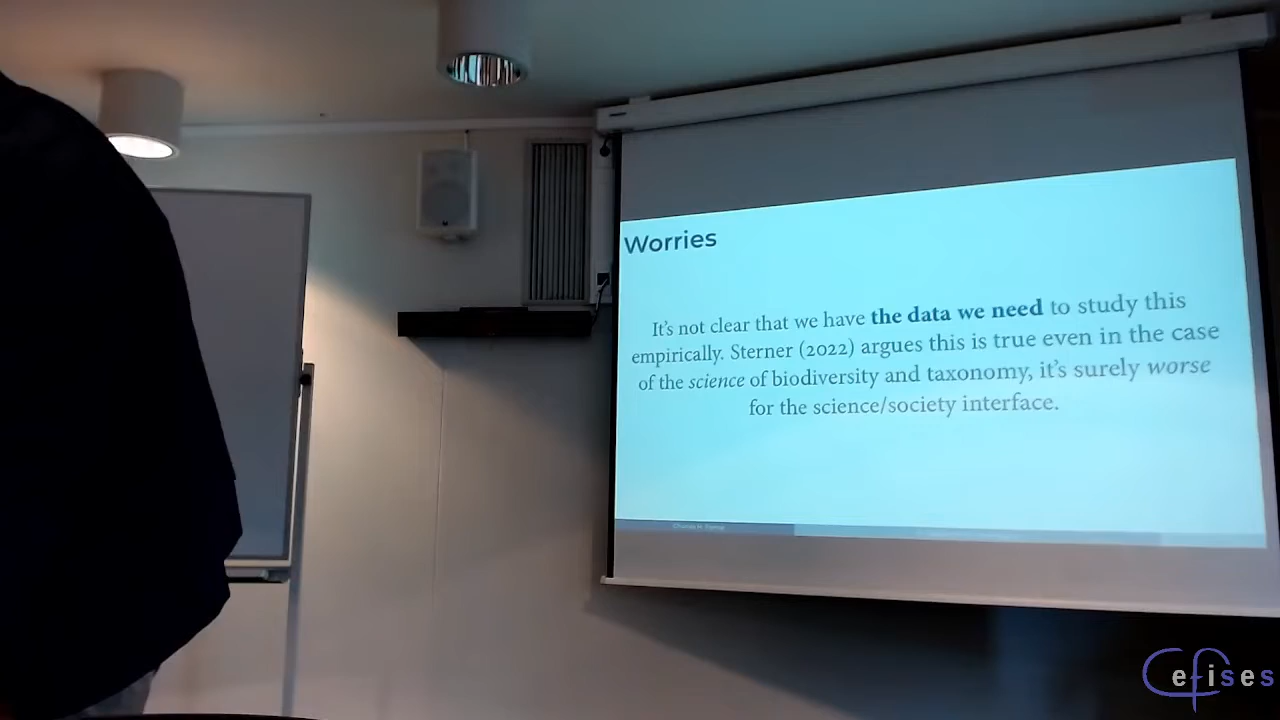 Worries
It’s not clear that we have the data we need to study this
empirically. Sterner (2022) argues this is true even in the case
of the science of biodiversity and taxonomy, it’s surely worse
for the science/society interface.
Cefises